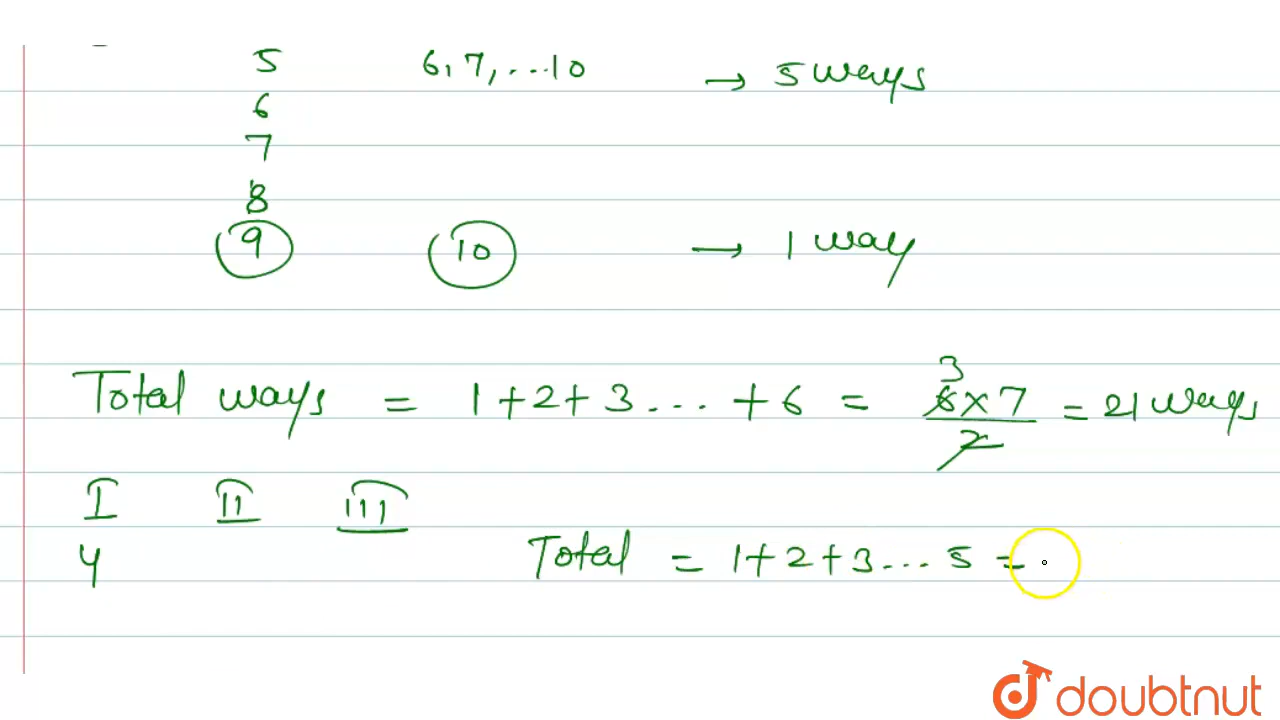 5 6,7,...10 → 5 ways
6
7
8
9 10 → 1 way
Total ways = 1+2+3... +6 = 6×7/2 3 = 21 ways
I II III
4 Total = 1+2+3...5 =
doubtnut